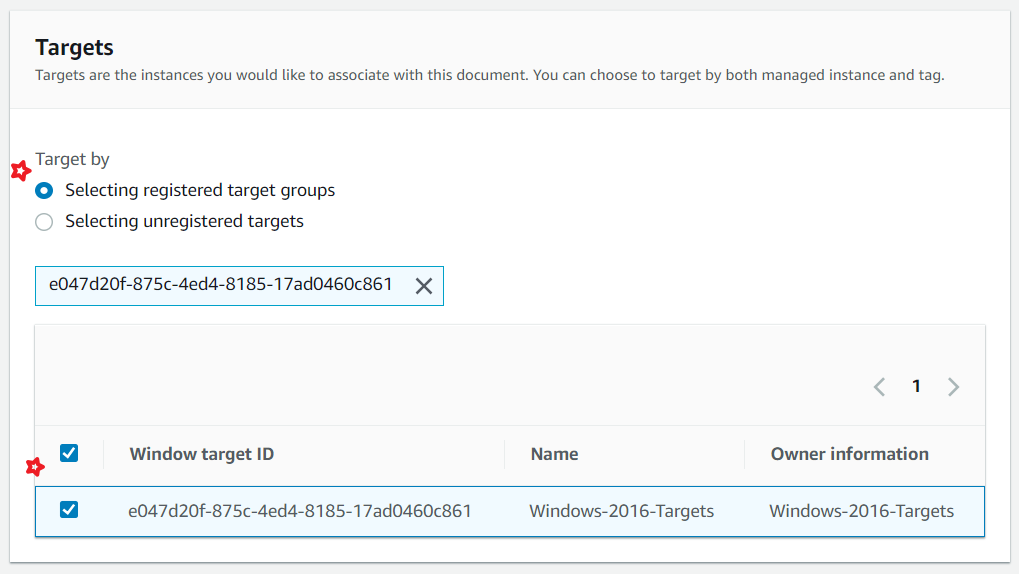 Targets
Targets are the instances you would like to associate with this document. You can choose to target by both managed instance and tag.
Target by
Selecting registered target groups
Selecting unregistered targets
e047d20f-875c-4ed4-8185-17ad0460c861
1
Window target ID Name Owner information
e047d20f-875c-4ed4-8185-17ad0460c861 Windows-2016-Targets Windows-2016-Targets